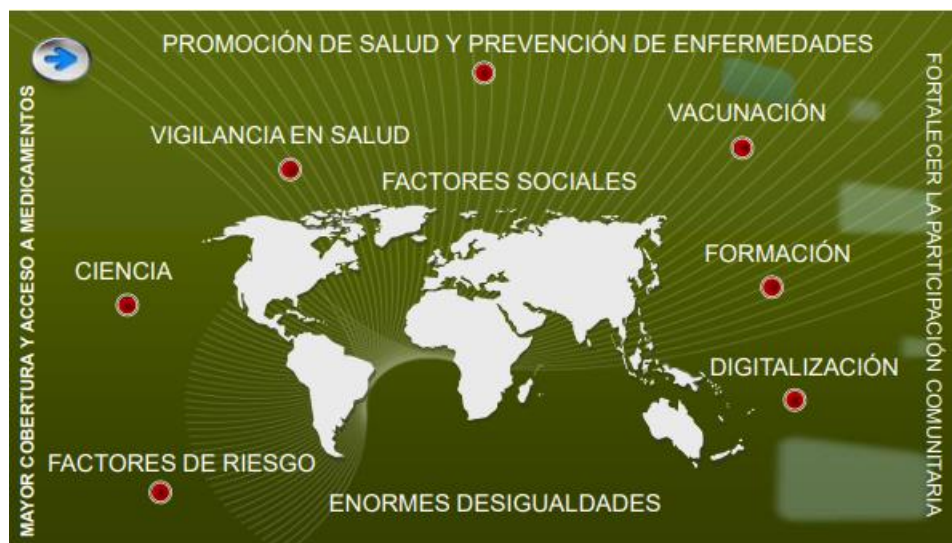 PROMOCIÓN DE SALUD Y PREVENCIÓN DE ENFERMEDADES
VACUNACIÓN
VIGILANCIA EN SALUD
FACTORES SOCIALES
CIENCIA
FORMACIÓN
DIGITALIZACIÓN
FACTORES DE RIESGO
ENORMES DESIGUALDADES
MAYOR COBERTURA Y ACCESO A MEDICAMENTOS
FORTALECER LA PARTICIPACIÓN COMUNITARIA